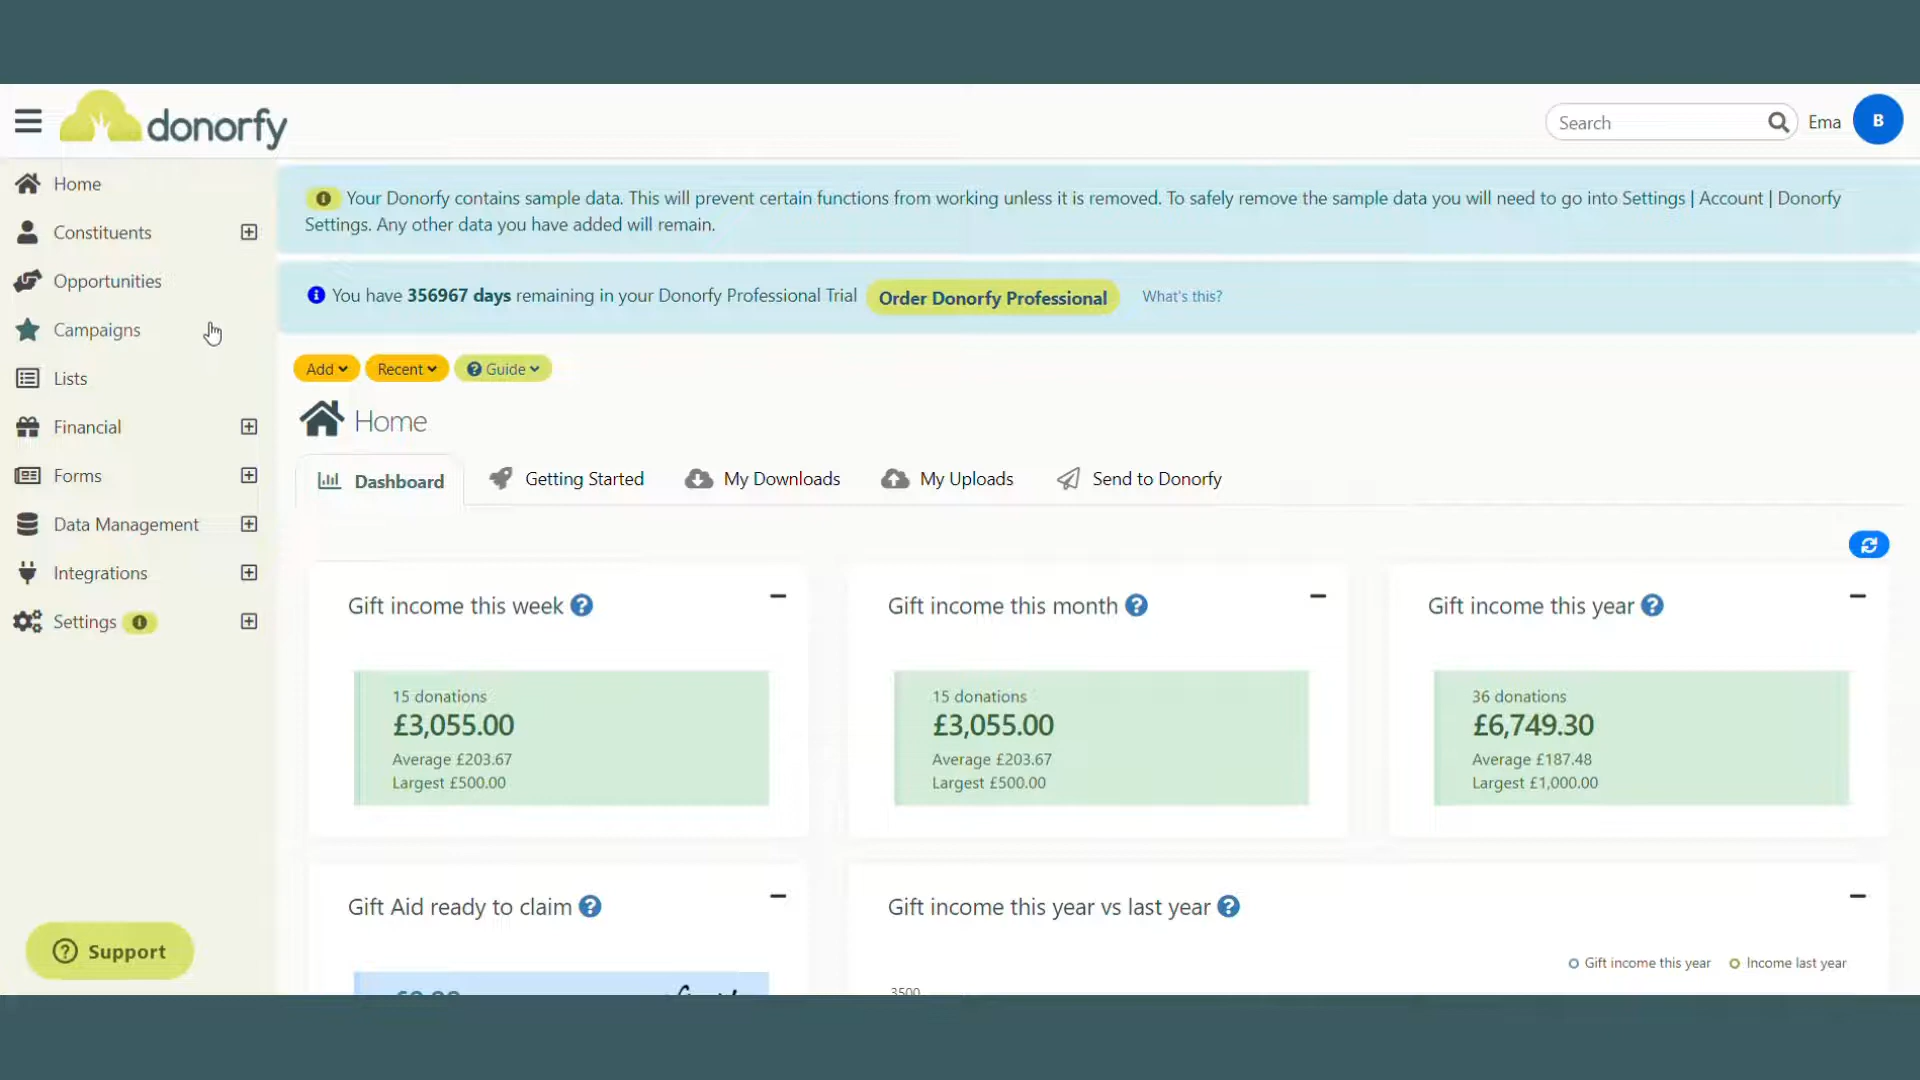 donorfy
Search
Ema
B
Home
Constituents
Opportunities
Campaigns
Lists
Financial
Forms
Data Management
Integrations
Settings
Support
Your Donorfy contains sample data. This will prevent certain functions from working unless it is removed. To safely remove the sample data you will need to go into Settings | Account | Donorfy
Settings. Any other data you have added will remain.
You have 356967 days remaining in your Donorfy Professional Trial Order Donorfy Professional What's this?
Add Recent Guide
Home
Dashboard Getting Started My Downloads My Uploads Send to Donorfy
Gift income this week
15 donations
£3,055.00
Average £203.67
Largest £500.00
Gift income this month
15 donations
£3,055.00
Average £203.67
Largest £500.00
Gift income this year
36 donations
£6,749.30
Average £187.48
Largest £1,000.00
Gift Aid ready to claim
Gift income this year vs last year
Gift income this year Income last year
3500